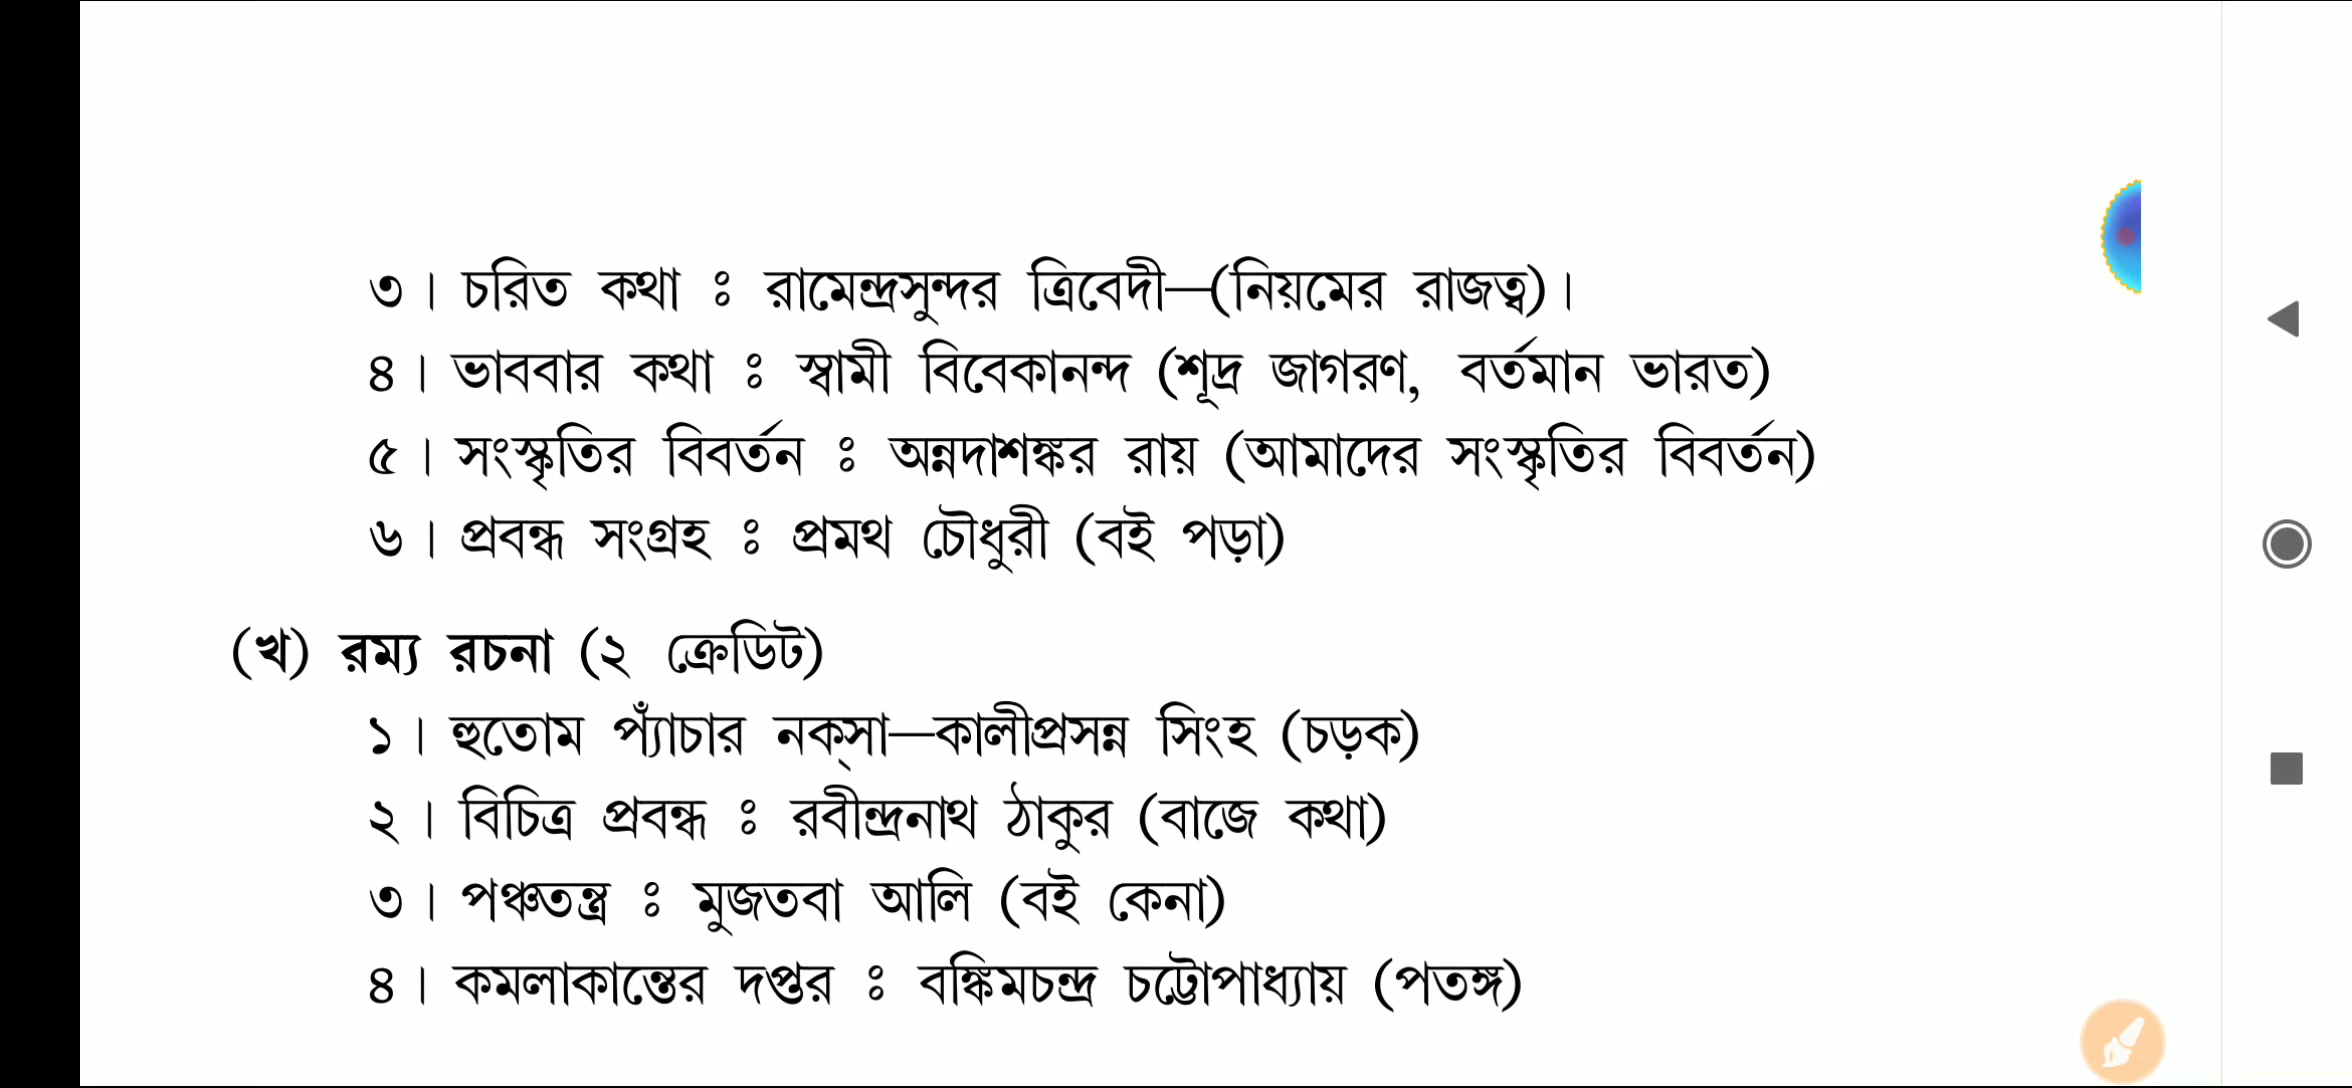 ৩। চরিত কথা ঃ রামেন্দ্রসুন্দর ত্রিবেদী—(নিয়মের রাজত্ব)।
৪। ভাববার কথা ঃ স্বামী বিবেকানন্দ (শূদ্র জাগরণ, বর্তমান ভারত)
৫। সংস্কৃতির বিবর্তন ঃ অন্নদাশঙ্কর রায় (আমাদের সংস্কৃতির বিবর্তন)
৬। প্রবন্ধ সংগ্রহ ঃ প্রমথ চৌধুরী (বই পড়া)
(খ) রম্য রচনা (২ ক্রেডিট)
১। হুতোম প্যাঁচার নক্‌সা—কালীপ্রসন্ন সিংহ (চড়ক)
২। বিচিত্র প্রবন্ধ ঃ রবীন্দ্রনাথ ঠাকুর (বাজে কথা)
৩। পঞ্চতন্ত্র ঃ মুজতবা আলি (বই কেনা)
৪। কমলাকান্তের দপ্তর ঃ বঙ্কিমচন্দ্র চট্টোপাধ্যায় (পতঙ্গ)